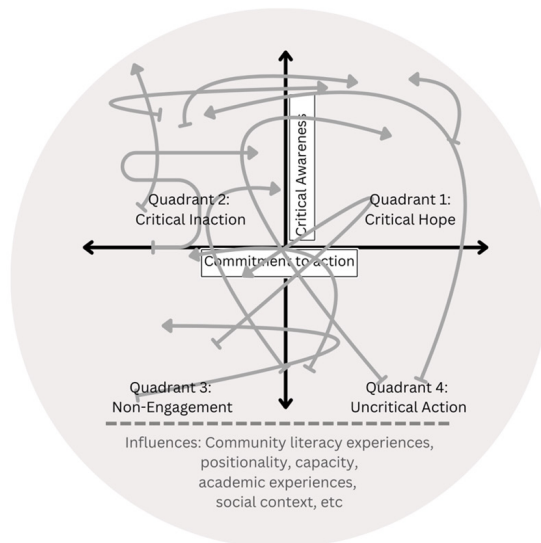 Critical Awareness
Quadrant 2:
Critical Inaction
Quadrant 1:
Critical Hope
Commitment to action
Quadrant 3:
Non-Engagement
Quadrant 4:
Uncritical Action
Influences: Community literacy experiences,
positionality, capacity,
academic experiences,
social context, etc